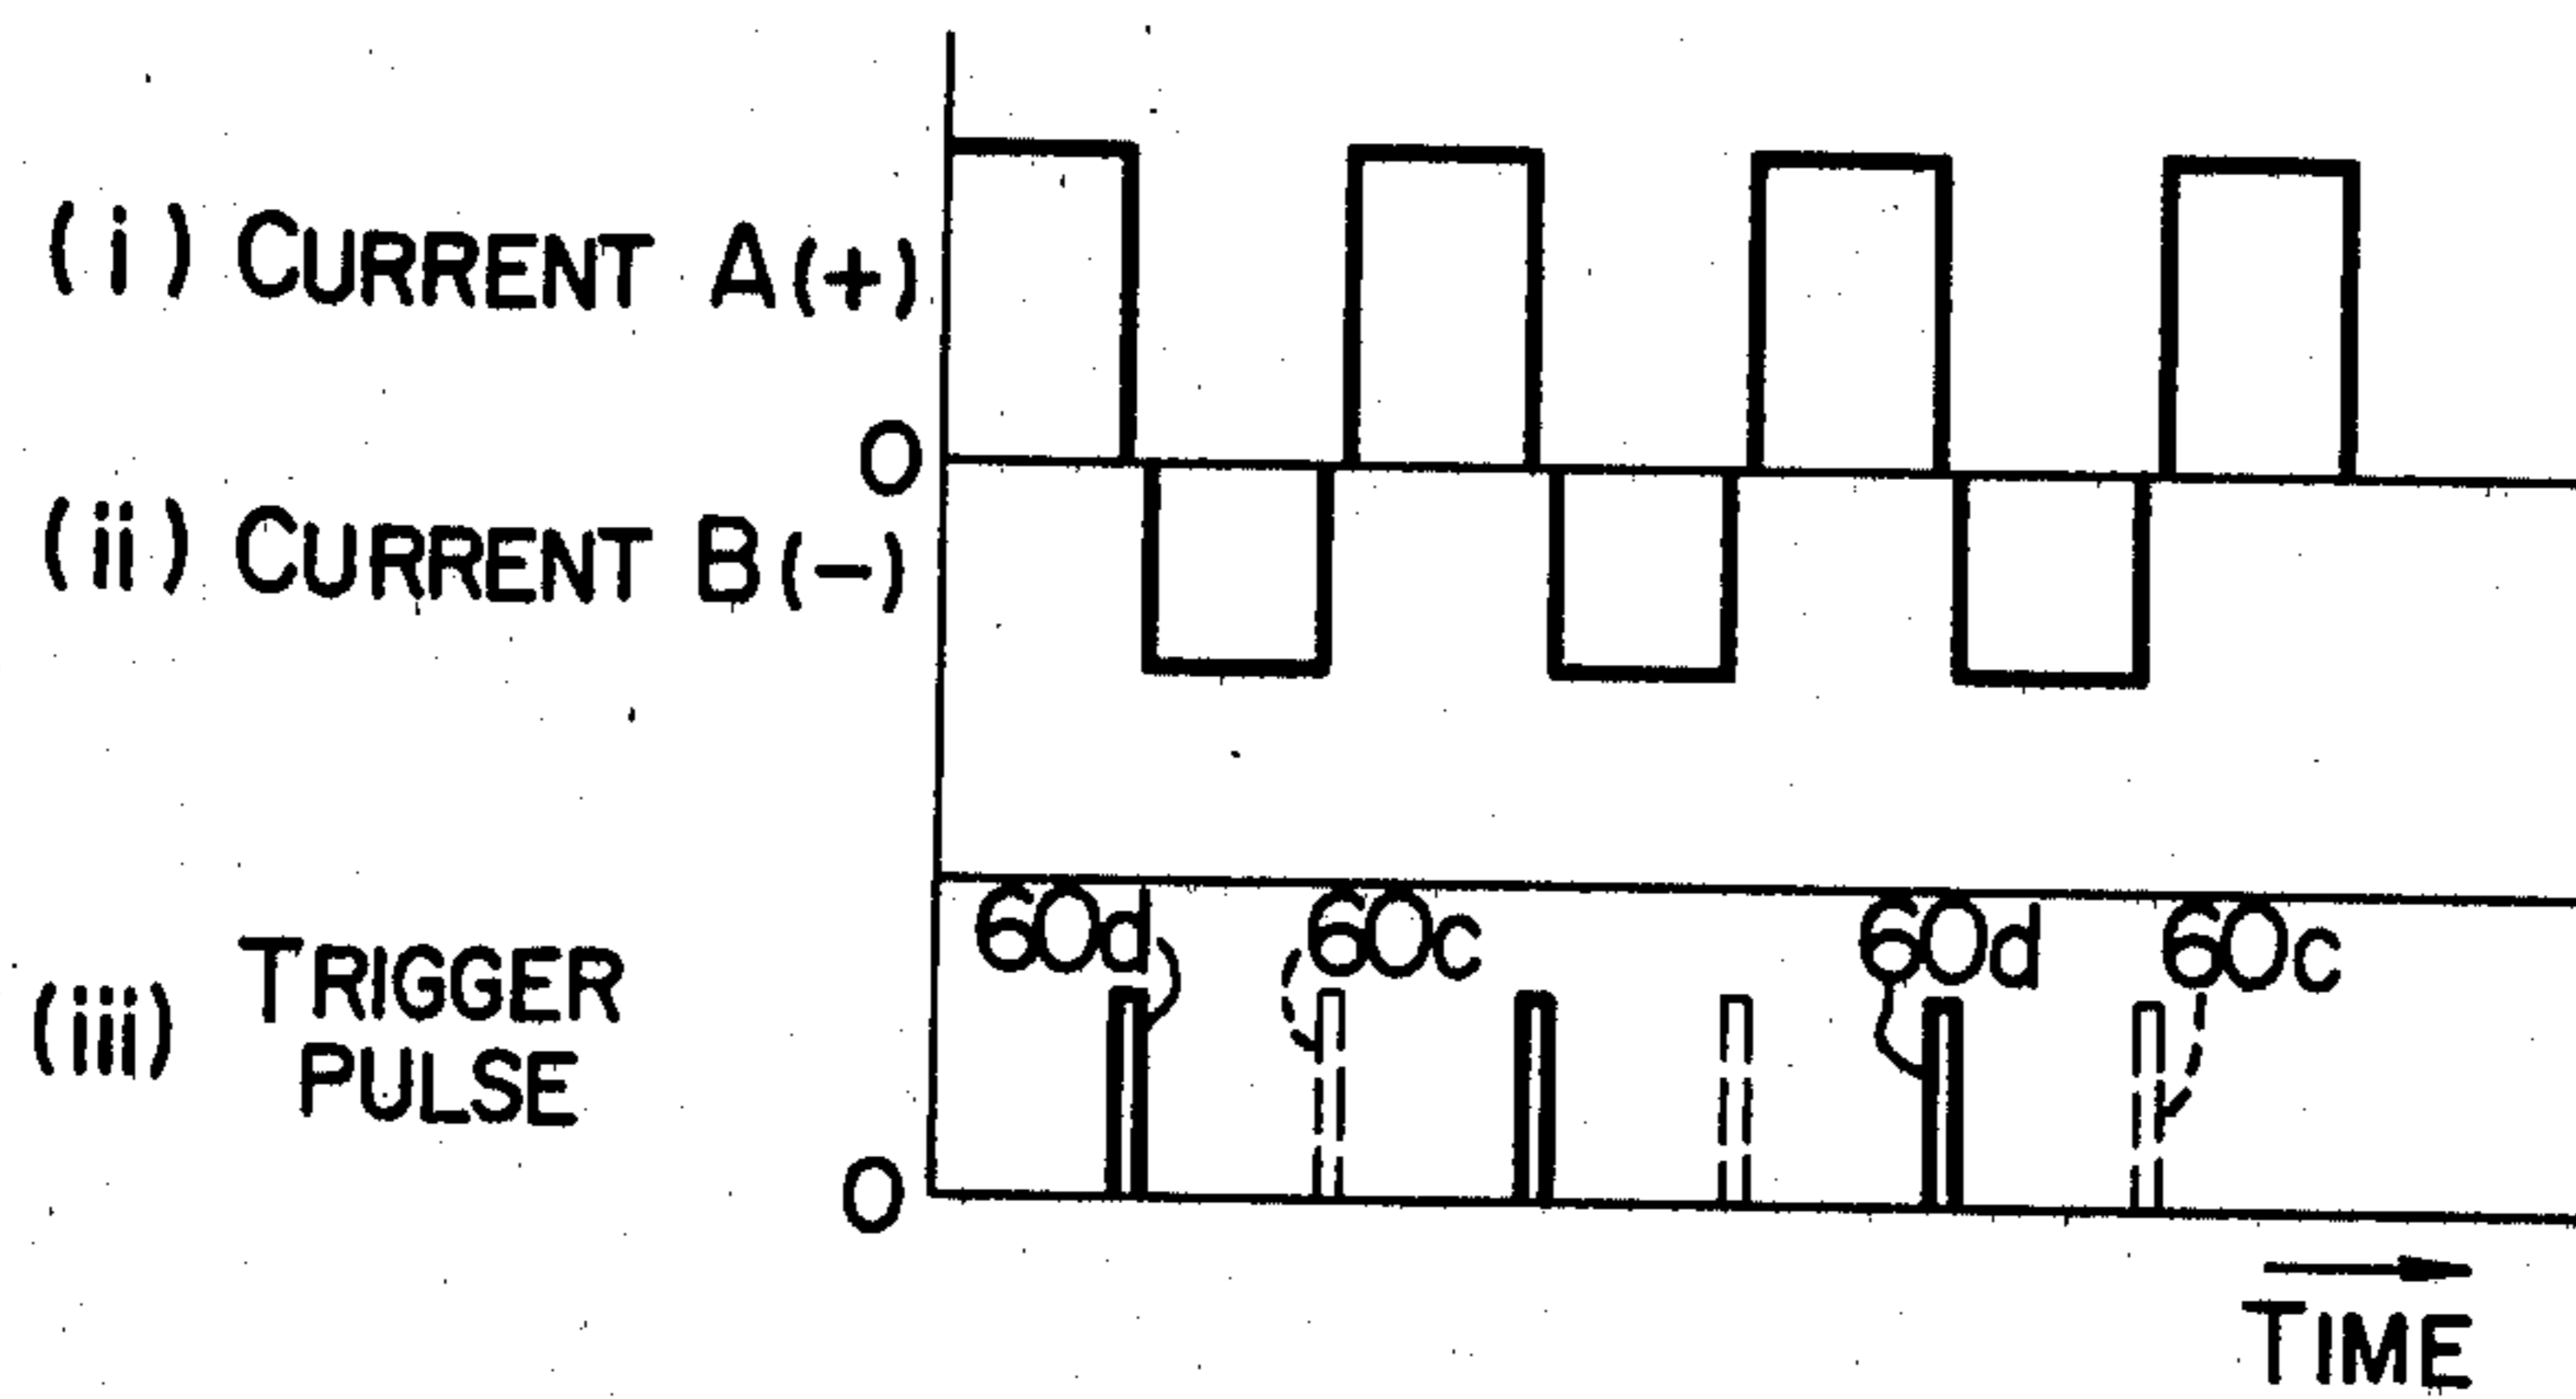 (i) CURRENT A(+)
0
(ii) CURRENT B(-)
60d 60c 60d 60c
(iii) TRIGGER
PULSE
0
TIME